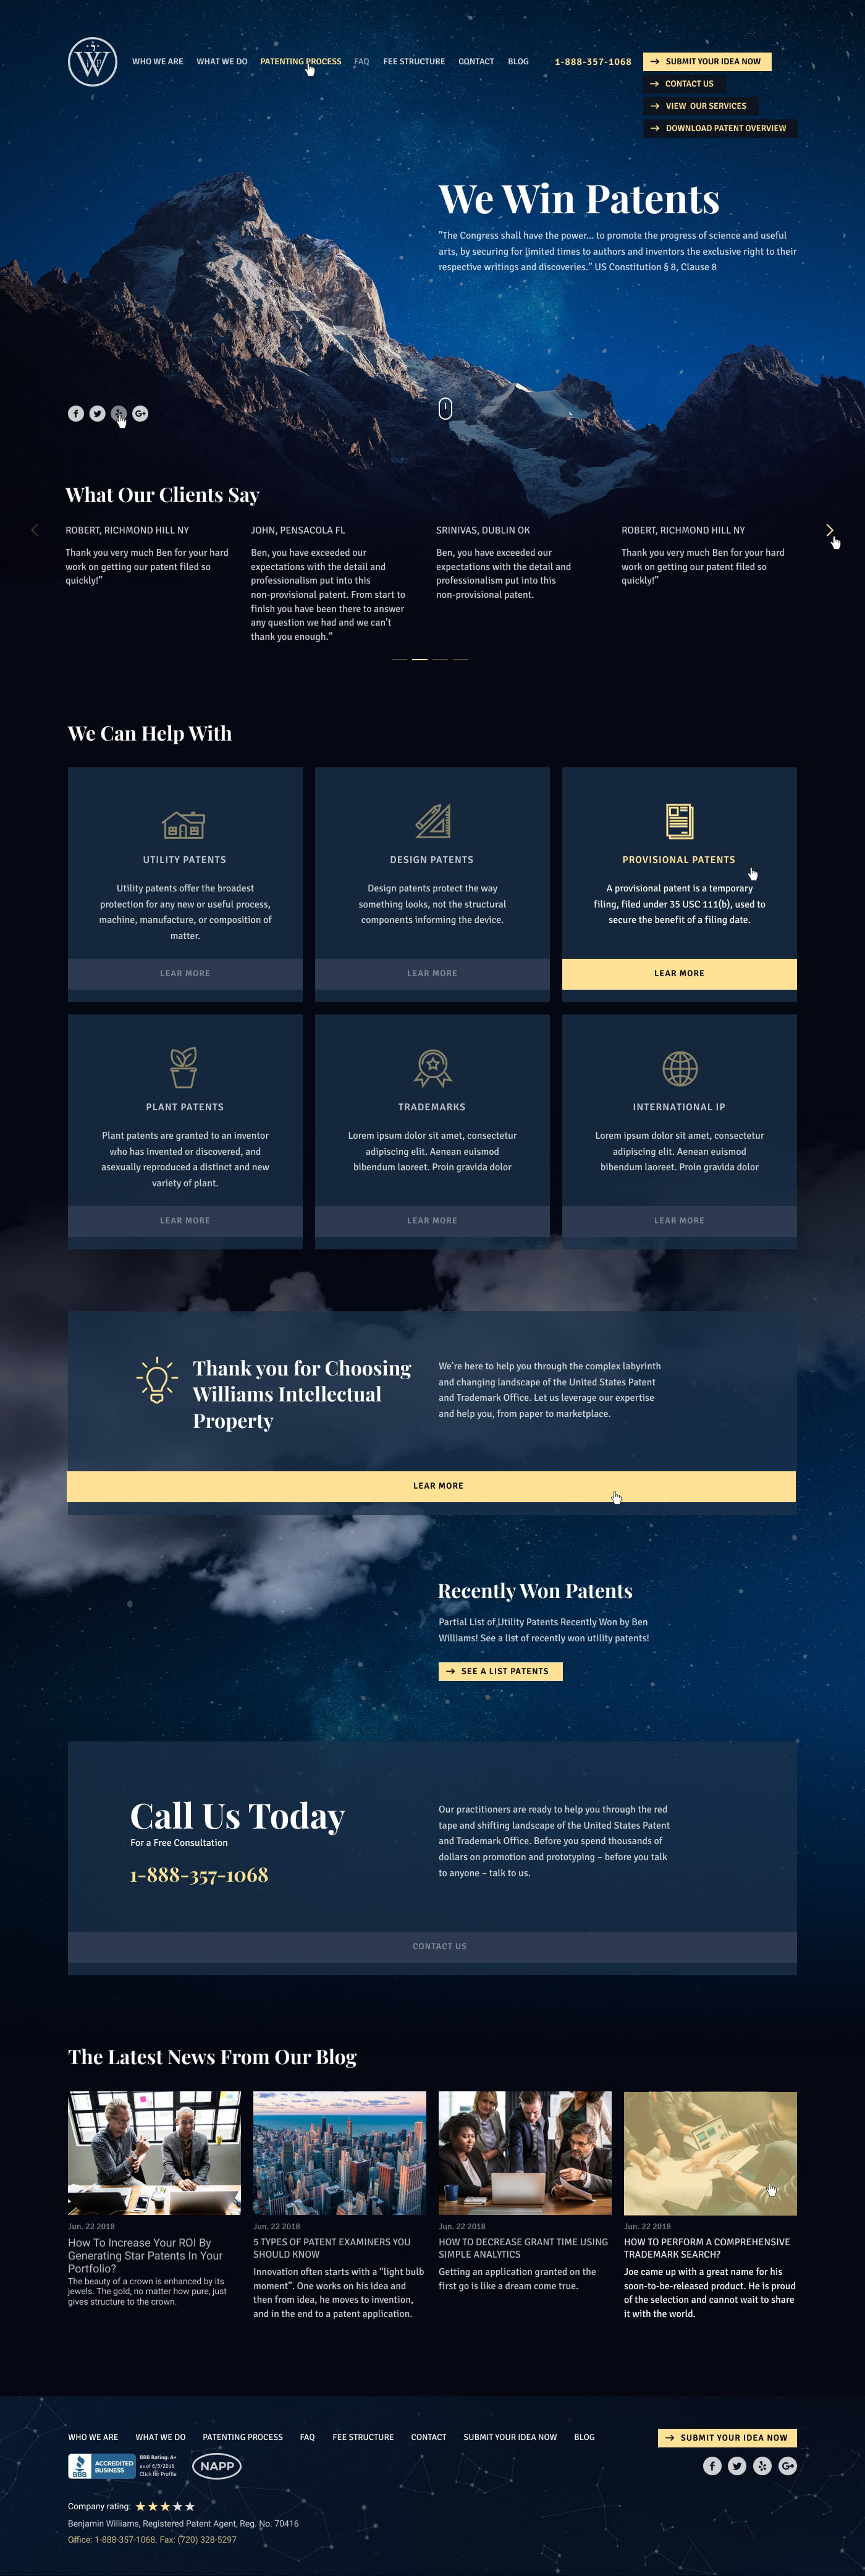 W
WHO WE ARE WHAT WE DO PATENTING PROCESS FAQ FEE STRUCTURE CONTACT BLOG 1-888-357-1068 SUBMIT YOUR IDEA NOW
CONTACT US
VIEW OUR SERVICES
DOWNLOAD PATENT OVERVIEW
We Win Patents
"The Congress shall have the power... to promote the progress of science and useful
arts, by securing for limited times to authors and inventors the exclusive right to their
respective writings and discoveries." US Constitution § 8, Clause 8
What Our Clients Say
ROBERT, RICHMOND HILL NY
Thank you very much Ben for your hard
work on getting our patent filed so
quickly!"
JOHN, PENSACOLA FL
Ben, you have exceeded our
expectations with the detail and
professionalism put into this
non-provisional patent. From start to
finish you have been there to answer
any question we had and we can't
thank you enough."
SRINIVAS, DUBLIN OK
Ben, you have exceeded our
expectations with the detail and
professionalism put into this
non-provisional patent.
ROBERT, RICHMOND HILL NY
Thank you very much Ben for your hard
work on getting our patent filed so
quickly!"
We Can Help With
UTILITY PATENTS
Utility patents offer the broadest
protection for any new or useful process,
machine, manufacture, or composition of
matter.
LEAR MORE
DESIGN PATENTS
Design patents protect the way
something looks, not the structural
components informing the device.
LEAR MORE
PROVISIONAL PATENTS
A provisional patent is a temporary
filing, filed under 35 USC 111(b), used to
secure the benefit of a filing date.
LEAR MORE
PLANT PATENTS
Plant patents are granted to an inventor
who has invented or discovered, and
asexually reproduced a distinct and new
variety of plant.
LEAR MORE
TRADEMARKS
Lorem ipsum dolor sit amet, consectetur
adipiscing elit. Aenean euismod
bibendum laoreet. Proin gravida dolor
LEAR MORE
INTERNATIONAL IP
Lorem ipsum dolor sit amet, consectetur
adipiscing elit. Aenean euismod
bibendum laoreet. Proin gravida dolor
LEAR MORE
Thank you for Choosing
Williams Intellectual
Property
We're here to help you through the complex labyrinth
and changing landscape of the United States Patent
and Trademark Office. Let us leverage our expertise
and help you, from paper to marketplace.
LEAR MORE
Recently Won Patents
Partial List of Utility Patents Recently Won by Ben
Williams! See a list of recently won utility patents!
SEE A LIST PATENTS
Call Us Today
For a Free Consultation
1-888-357-1068
Our practitioners are ready to help you through the red
tape and shifting landscape of the United States Patent
and Trademark Office. Before you spend thousands of
dollars on promotion and prototyping – before you talk
to anyone – talk to us.
CONTACT US
The Latest News From Our Blog
Jun. 22 2018
How To Increase Your ROI By
Generating Star Patents In Your
Portfolio?
The beauty of a crown is enhanced by its
jewels. The gold, no matter how pure, just
gives structure to the crown.
Jun. 22 2018
5 TYPES OF PATENT EXAMINERS YOU
SHOULD KNOW
Innovation often starts with a "light bulb
moment". One works on his idea and
then from idea, he moves to invention,
and in the end to a patent application.
Jun. 22 2018
HOW TO DECREASE GRANT TIME USING
SIMPLE ANALYTICS
Getting an application granted on the
first go is like a dream come true.
Jun. 22 2018
HOW TO PERFORM A COMPREHENSIVE
TRADEMARK SEARCH?
Joe came up with a great name for his
soon-to-be-released product. He is proud
of the selection and cannot wait to share
it with the world.
WHO WE ARE WHAT WE DO PATENTING PROCESS FAQ FEE STRUCTURE CONTACT SUBMIT YOUR IDEA NOW BLOG
SUBMIT YOUR IDEA NOW
BBB
ACCREDITED
BUSINESS
BBB Rating: A+
as of 6/5/2018
Click for Profile
NAPP
Company rating:
Benjamin Williams, Registered Patent Agent, Reg. No. 70416
Office: 1-888-357-1068. Fax: (720) 328-5297